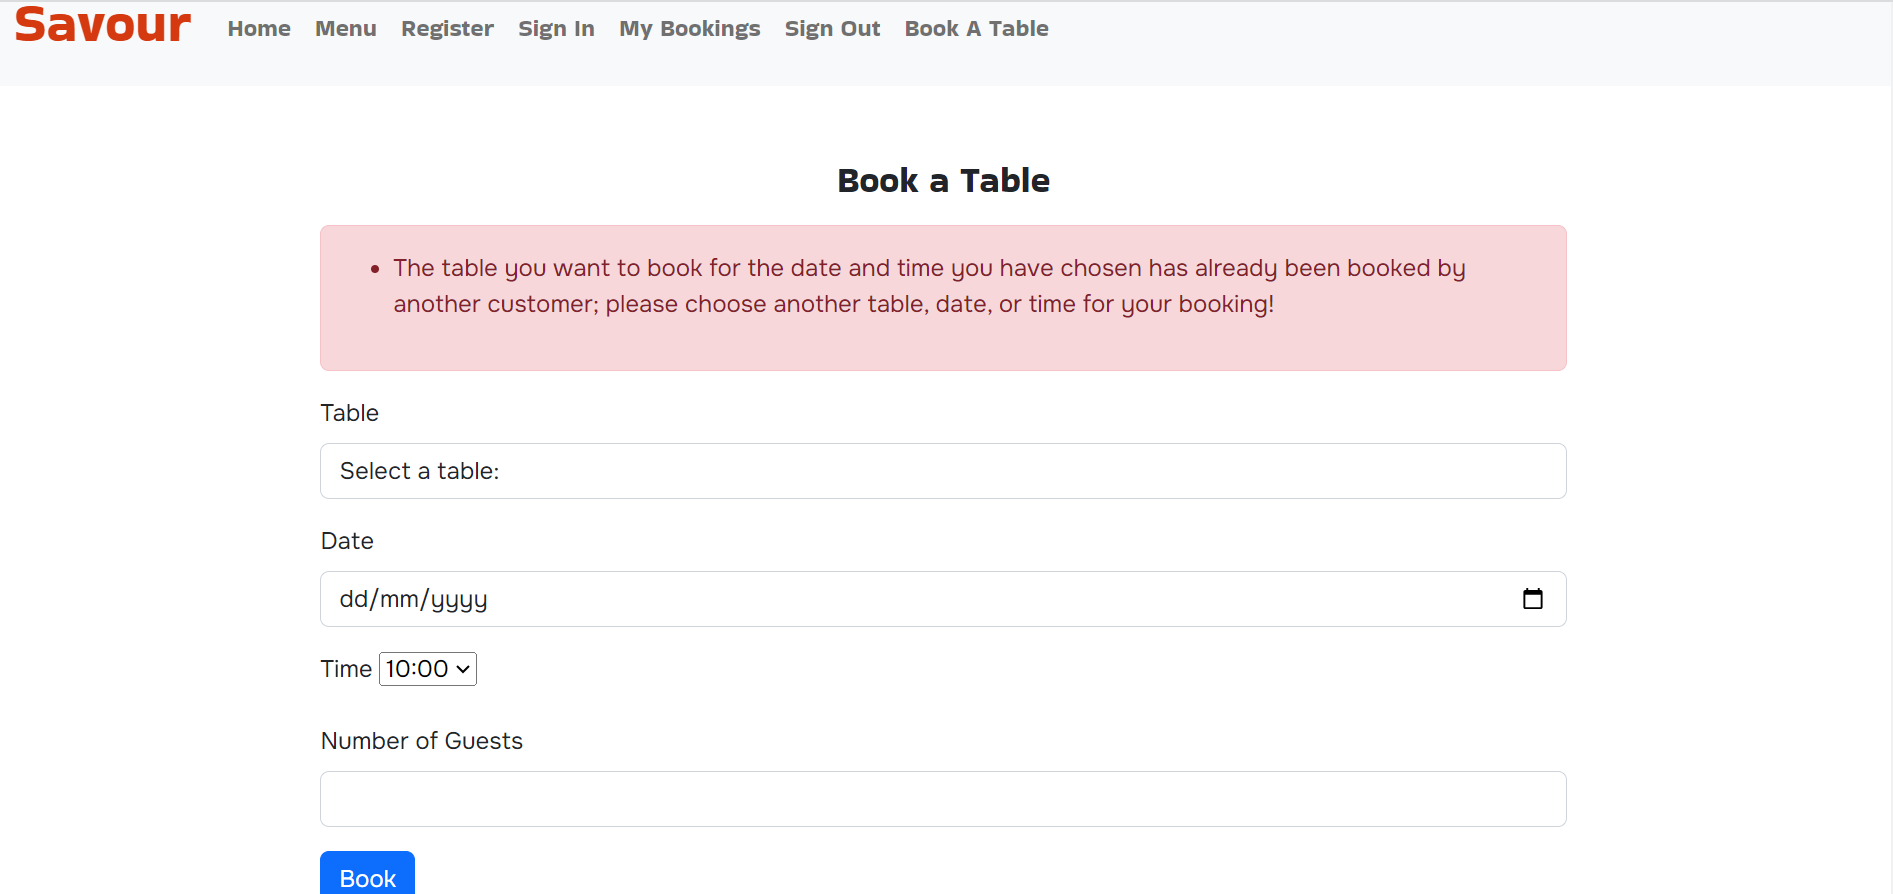 Savour Home Menu Register Sign In My Bookings Sign Out Book A Table
Book a Table
• The table you want to book for the date and time you have chosen has already been booked by
another customer; please choose another table, date, or time for your booking!
Table
Select a table:
Date
dd/mm/yyyy
Time 10:00
Number of Guests
Book